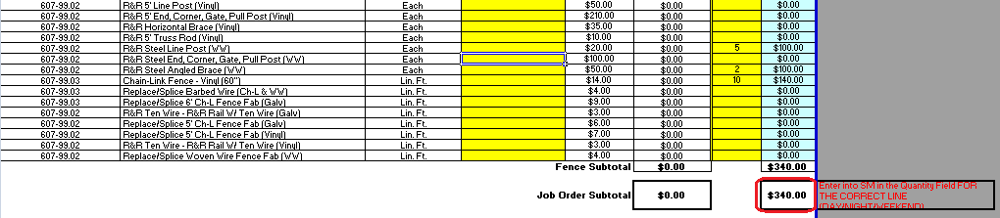 607-99.02 R&R 5' Line Post (Vinyl) Each $50.00 $0.00 $0.00
607-99.02 R&R 5' End, Corner, Gate, Pull Post (Vinyl) Each $210.00 $0.00 $0.00
607-99.02 R&R Horizontal Brace (Vinyl) Each $35.00 $0.00 $0.00
607-99.02 R&R 5' Truss Rod (Vinyl) Each $10.00 $0.00 $0.00
607-99.02 R&R Steel Line Post (WW) Each $20.00 $0.00 5 $100.00
607-99.02 R&R Steel End, Corner, Gate, Pull Post (WW) Each $100.00 $0.00 $0.00
607-99.02 R&R Steel Angled Brace (WW) Each $50.00 $0.00 2 $100.00
607-99.03 Chain-Link Fence - Vinyl (60") Lin. Ft. $14.00 $0.00 10 $140.00
607-99.03 Replace/Splice Barbed Wire (Ch-L & WW) Lin. Ft. $4.00 $0.00 $0.00
607-99.03 Replace/Splice 6' Ch-L Fence Fab (Galv) Lin. Ft. $9.00 $0.00 $0.00
607-99.02 R&R Ten Wire - R&R Rail W/ Ten Wire (Galv) Lin. Ft. $3.00 $0.00 $0.00
607-99.02 Replace/Splice 5' Ch-L Fence Fab (Galv) Lin. Ft. $6.00 $0.00 $0.00
607-99.02 Replace/Splice 5' Ch-L Fence Fab (Vinyl) Lin. Ft. $7.00 $0.00 $0.00
607-99.02 R&R Ten Wire - R&R Rail W/ Ten Wire (Vinyl) Lin. Ft. $3.00 $0.00 $0.00
607-99.02 Replace/Splice Woven Wire Fence Fab (WW) Lin. Ft. $4.00 $0.00 $0.00
Fence Subtotal $0.00 $340.00
Job Order Subtotal $0.00 $340.00
Enter into SM in the Quantity Field FOR
THE CORRECT LINE
(DAY/NIGHT/WEEKEND)